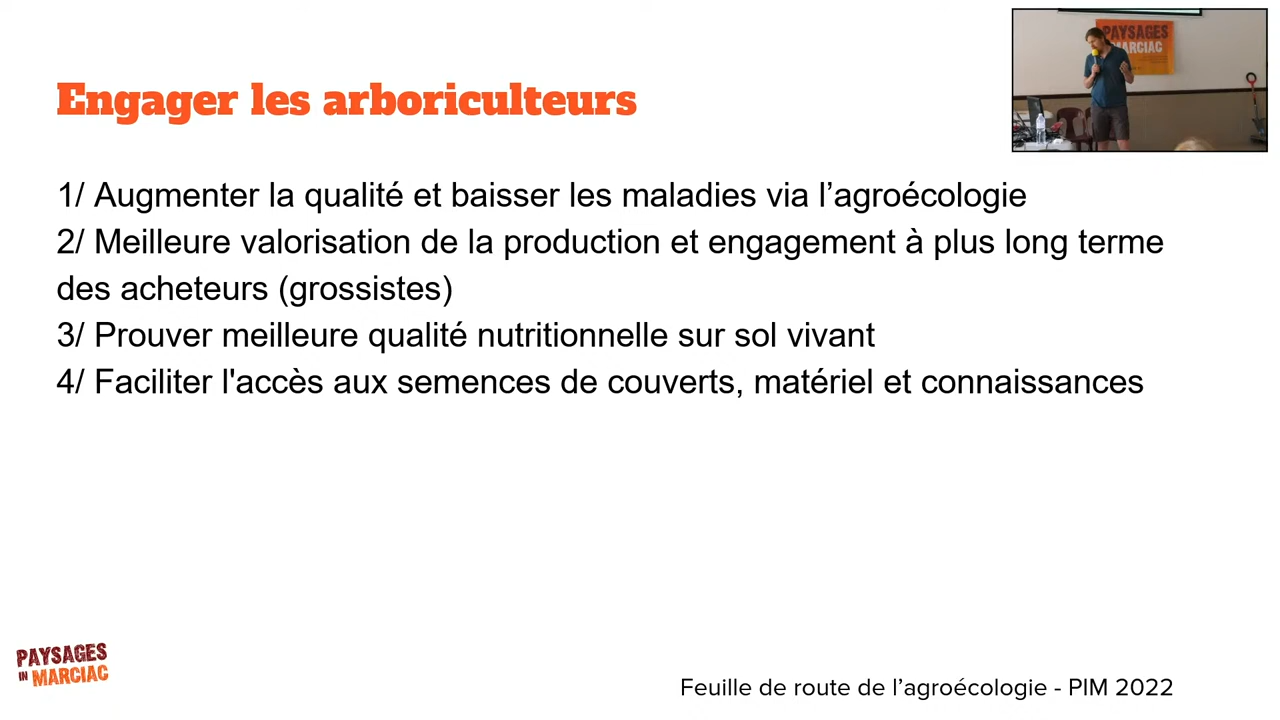 Engager les arboriculteurs
PAYSAGES
MARCIAC
1/ Augmenter la qualité et baisser les maladies via l’agroécologie
2/ Meilleure valorisation de la production et engagement à plus long terme
des acheteurs (grossistes)
3/ Prouver meilleure qualité nutritionnelle sur sol vivant
4/ Faciliter l'accès aux semences de couverts, matériel et connaissances
PAYSAGES
IN MARCIAC
Feuille de route de l’agroécologie - PIM 2022